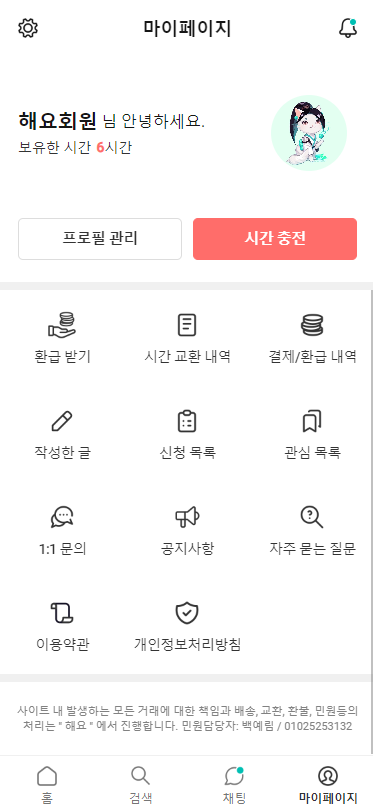 마이페이지
해요회원 님 안녕하세요.
보유한 시간 6시간
프로필 관리
시간 충전
환급 받기
시간 교환 내역
결제/환급 내역
작성한 글
신청 목록
관심 목록
1:1 문의
공지사항
자주 묻는 질문
이용약관
개인정보처리방침
사이트 내 발생하는 모든 거래에 대한 책임과 배송, 교환, 환불, 민원등의
처리는 " 해요 " 에서 진행합니다. 민원담당자: 백예림 / 01025253132
홈
검색
채팅
마이페이지